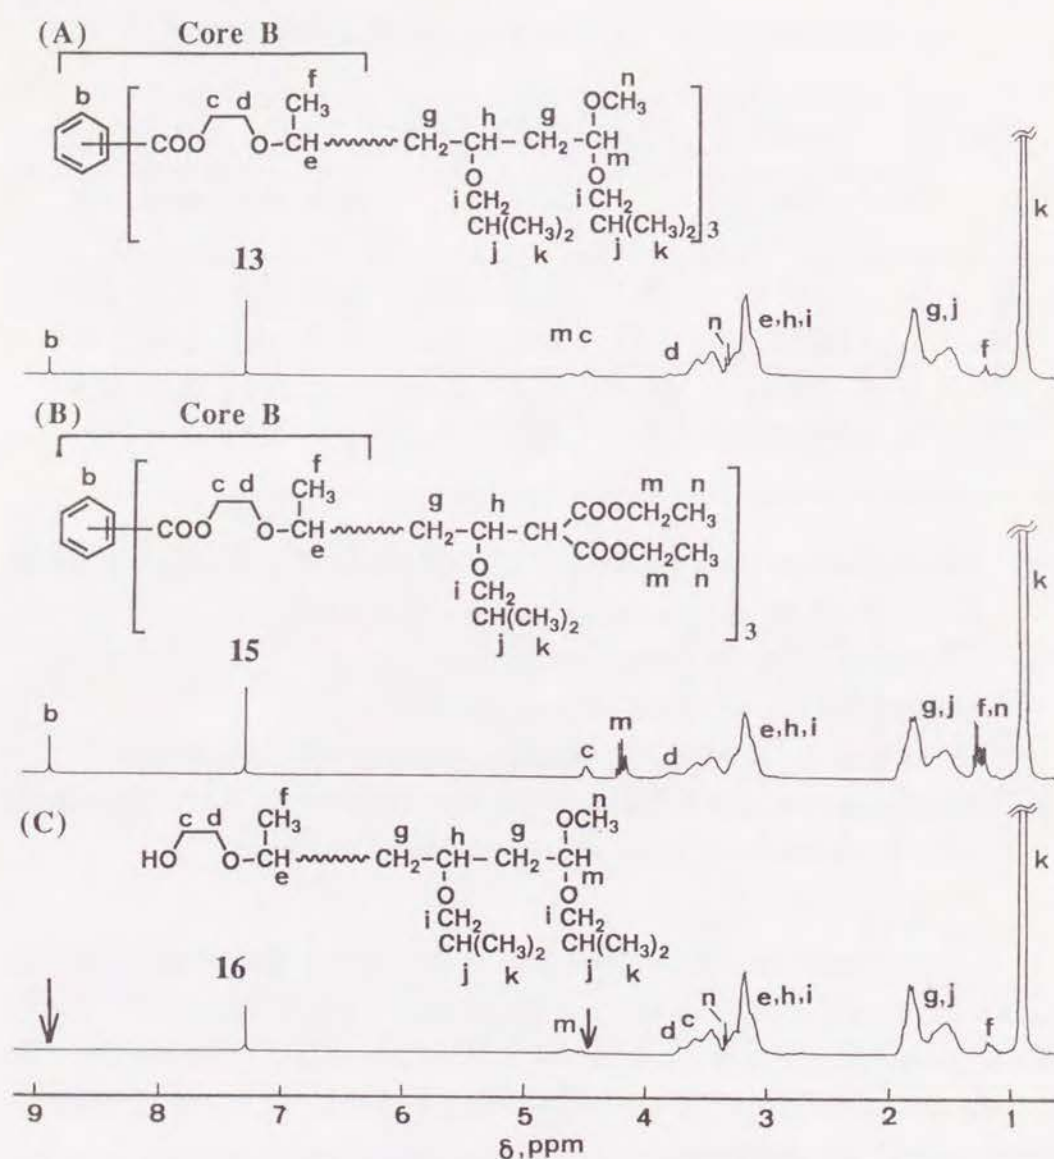 (A) Core B
f n
b c d CH₃ g h g OCH₃
COO O-CH CH₂-CH-CH₂-CH
e O O m
i CH₂ i CH₂
CH(CH₃)₂ CH(CH₃)₂ 3
j k j k
13
k
b m c d n e,h,i g,j f
(B) Core B
b c d f CH₃ g h m n
COOCH₂CH₃
COO O-CH CH₂-CH-CH
COOCH₂CH₃
e O m n
i CH₂
CH(CH₃)₂ 3
j k
15
k
b c m d e,h,i g,j f,n
(C) f n
c d CH₃ g h g OCH₃
HO O-CH CH₂-CH-CH₂-CH
e O O m
i CH₂ i CH₂
CH(CH₃)₂ CH(CH₃)₂
j k j k
16
k
m d c n e,h,i g,j f
9 8 7 6 5 4 3 2 1
δ,ppm